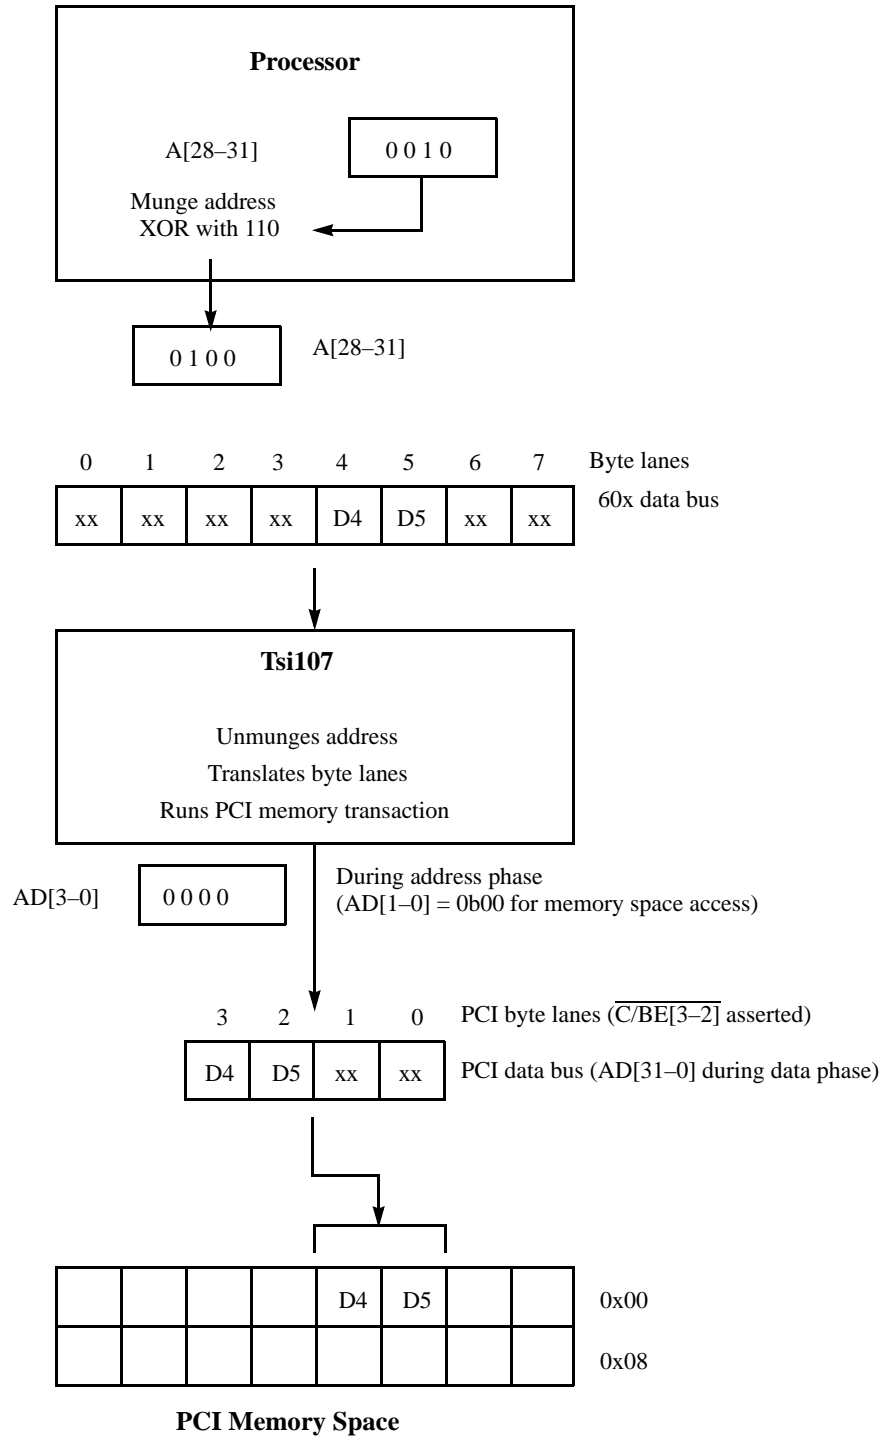 Processor
A[28–31] 0 0 1 0
Munge address
XOR with 110
0 1 0 0 A[28–31]
0 1 2 3 4 5 6 7 Byte lanes
60x data bus
xx xx xx xx D4 D5 xx xx
Tsi107
Unmunges address
Translates byte lanes
Runs PCI memory transaction
During address phase
AD[3–0] 0 0 0 0
(AD[1–0] = 0b00 for memory space access)
3 2 1 0 PCI byte lanes (C/BE[3–2] asserted)
D4 D5 xx xx PCI data bus (AD[31–0] during data phase)
D4 D5 0x00
0x08
PCI Memory Space